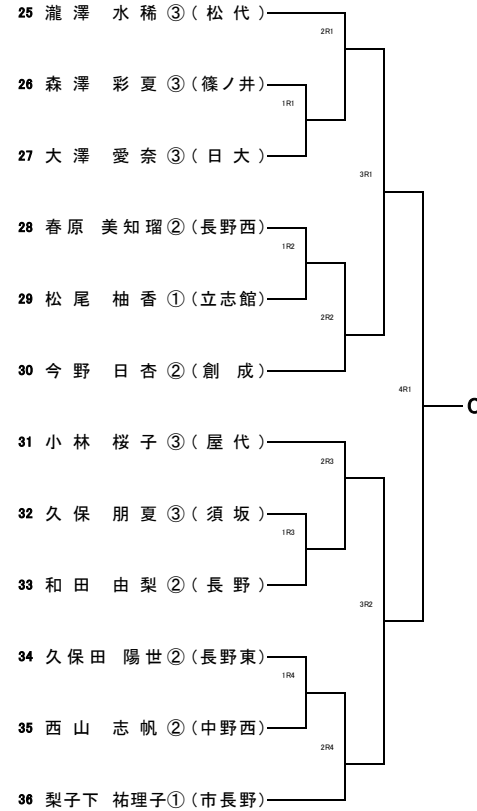 25 瀧澤 水稀③(松代)
2R1
26 森澤 彩夏③(篠ノ井)
1R1
27 大澤 愛奈③(日大)
3R1
28 春原 美知瑠②(長野西)
1R2
29 松尾 柚香①(立志館)
2R2
30 今野 日杏②(創成)
4R1
C
31 小林 桜子③(屋代)
2R3
32 久保 朋夏③(須坂)
1R3
33 和田 由梨②(長野)
3R2
34 久保田 陽世②(長野東)
1R4
35 西山 志帆②(中野西)
2R4
36 梨子下 祐理子①(市長野)